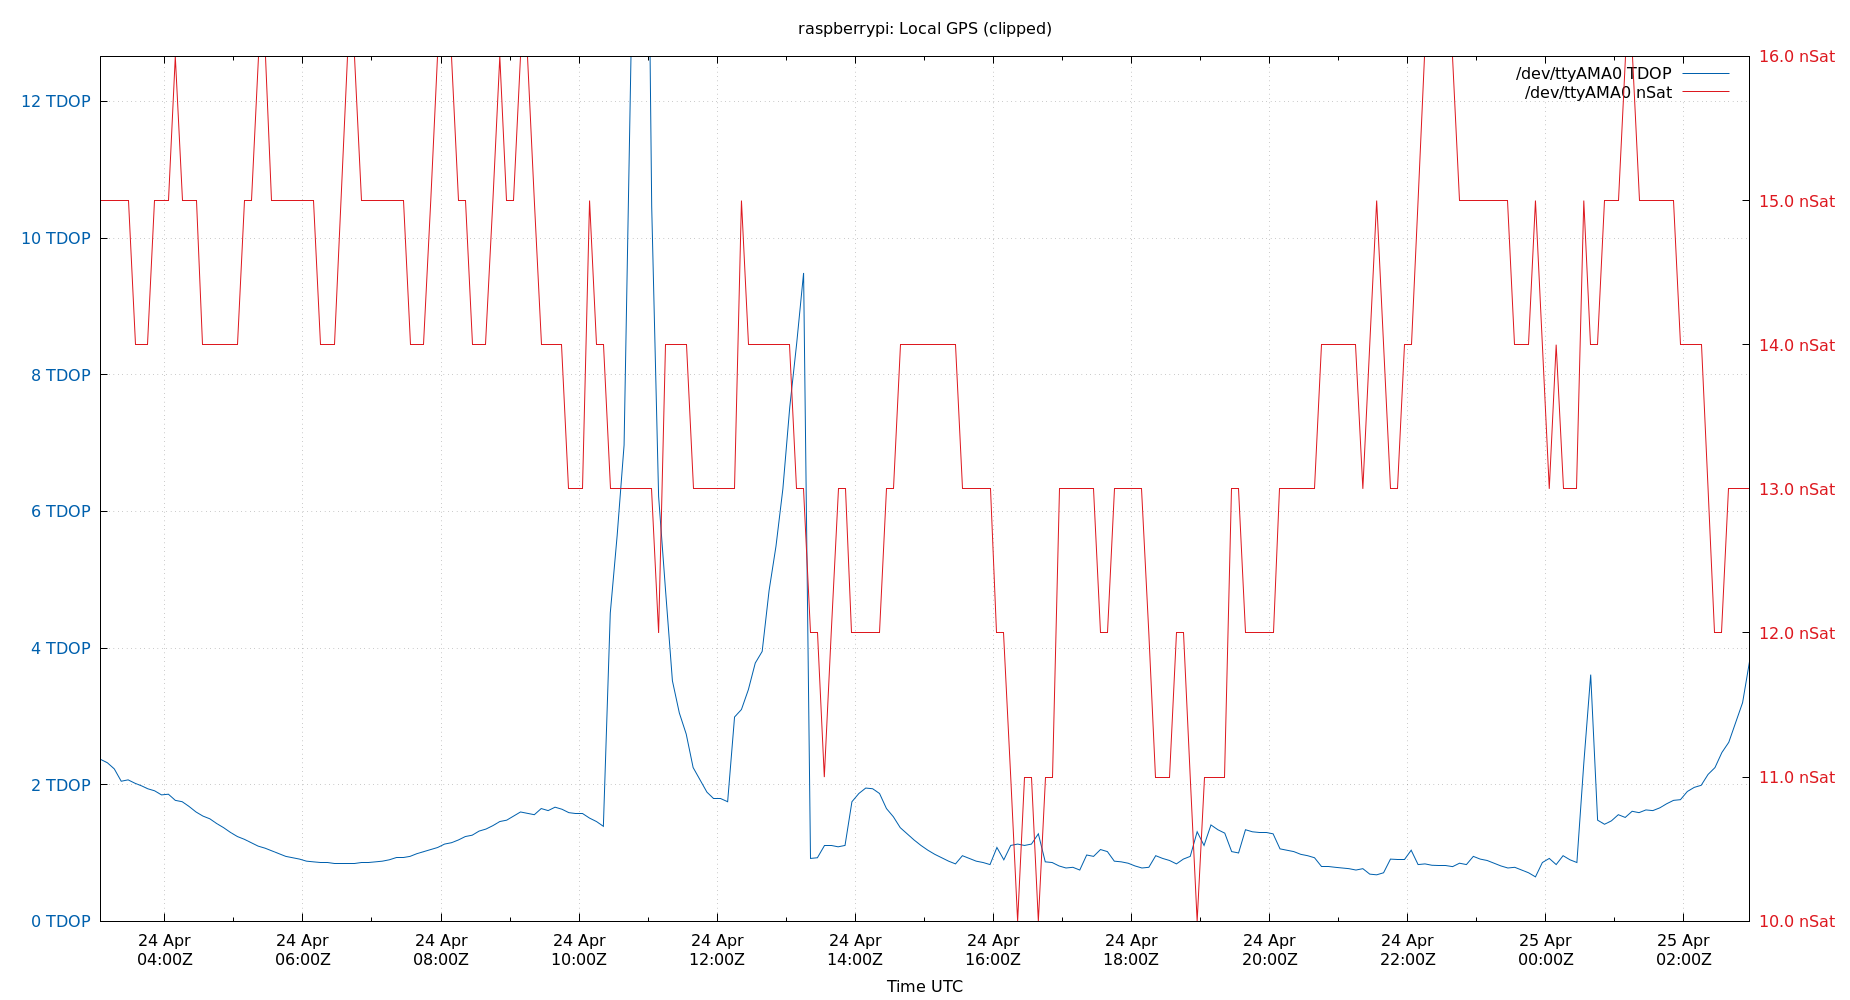 raspberrypi: Local GPS (clipped)
/dev/ttyAMA0 TDOP
/dev/ttyAMA0 nSat
12 TDOP
10 TDOP
8 TDOP
6 TDOP
4 TDOP
2 TDOP
0 TDOP
16.0 nSat
15.0 nSat
14.0 nSat
13.0 nSat
12.0 nSat
11.0 nSat
10.0 nSat
24 Apr
04:00Z
24 Apr
06:00Z
24 Apr
08:00Z
24 Apr
10:00Z
24 Apr
12:00Z
24 Apr
14:00Z
24 Apr
16:00Z
24 Apr
18:00Z
24 Apr
20:00Z
24 Apr
22:00Z
25 Apr
00:00Z
25 Apr
02:00Z
Time UTC